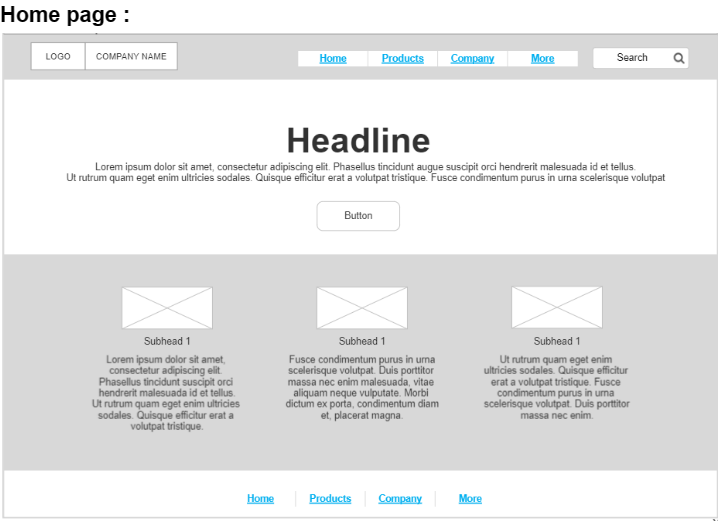 Home page :
LOGO COMPANY NAME Home Products Company More Search
Headline
Lorem ipsum dolor sit amet, consectetur adipiscing elit. Phasellus tincidunt augue suscipit orci hendrerit malesuada id et tellus.
Ut rutrum quam eget enim ultricies sodales. Quisque efficitur erat a volutpat tristique. Fusce condimentum purus in urna scelerisque volutpat
Button
Subhead 1
Lorem ipsum dolor sit amet,
consectetur adipiscing elit.
Phasellus tincidunt suscipit orci
hendrerit malesuada id et tellus.
Ut rutrum quam eget enim ultricies
sodales. Quisque efficitur erat a
volutpat tristique.
Subhead 1
Fusce condimentum purus in urna
scelerisque volutpat. Duis porttitor
massa nec enim malesuada, vitae
aliquam neque vulputate. Morbi
dictum ex porta, condimentum diam
et, placerat magna.
Subhead 1
Ut rutrum quam eget enim
ultricies sodales. Quisque efficitur
erat a volutpat tristique. Fusce
condimentum purus in urna
scelerisque volutpat. Duis porttitor
massa nec enim.
Home Products Company More